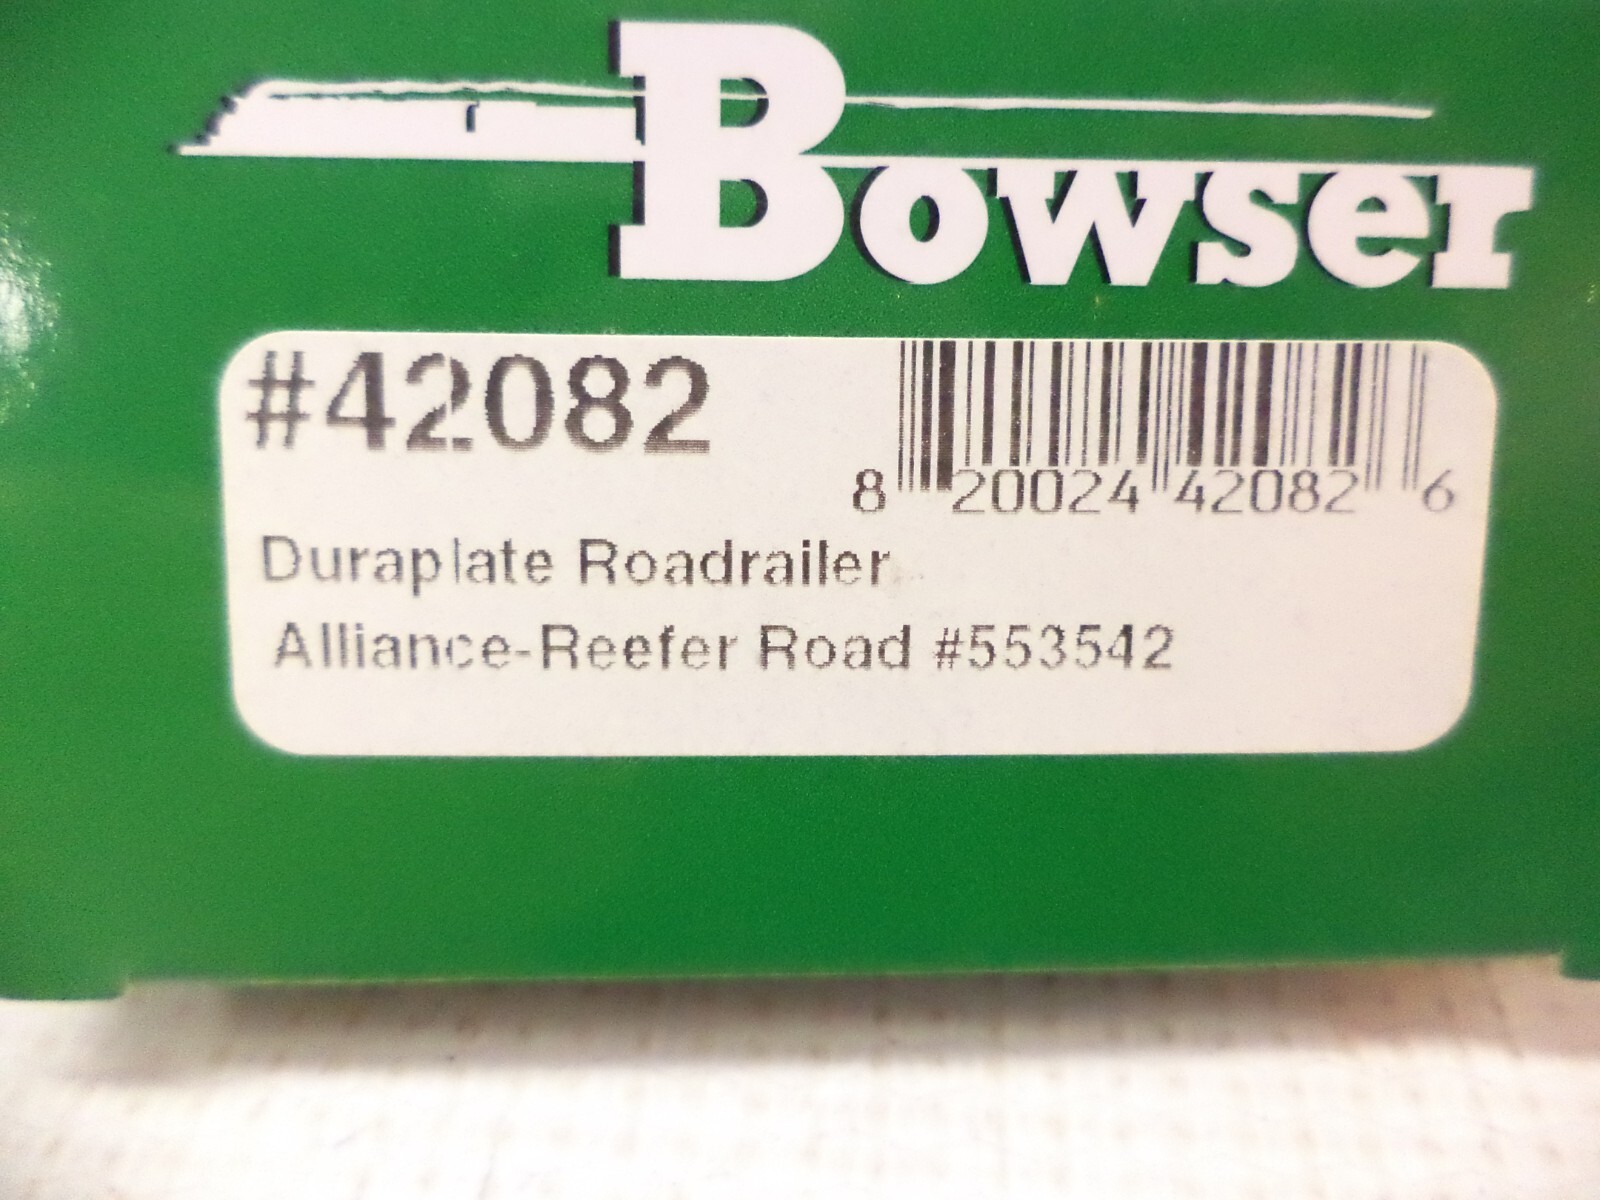 Bowser
#42082
8 20024 42082 6
Duraplate Roadrailer
Alliance-Reefer Road #553542